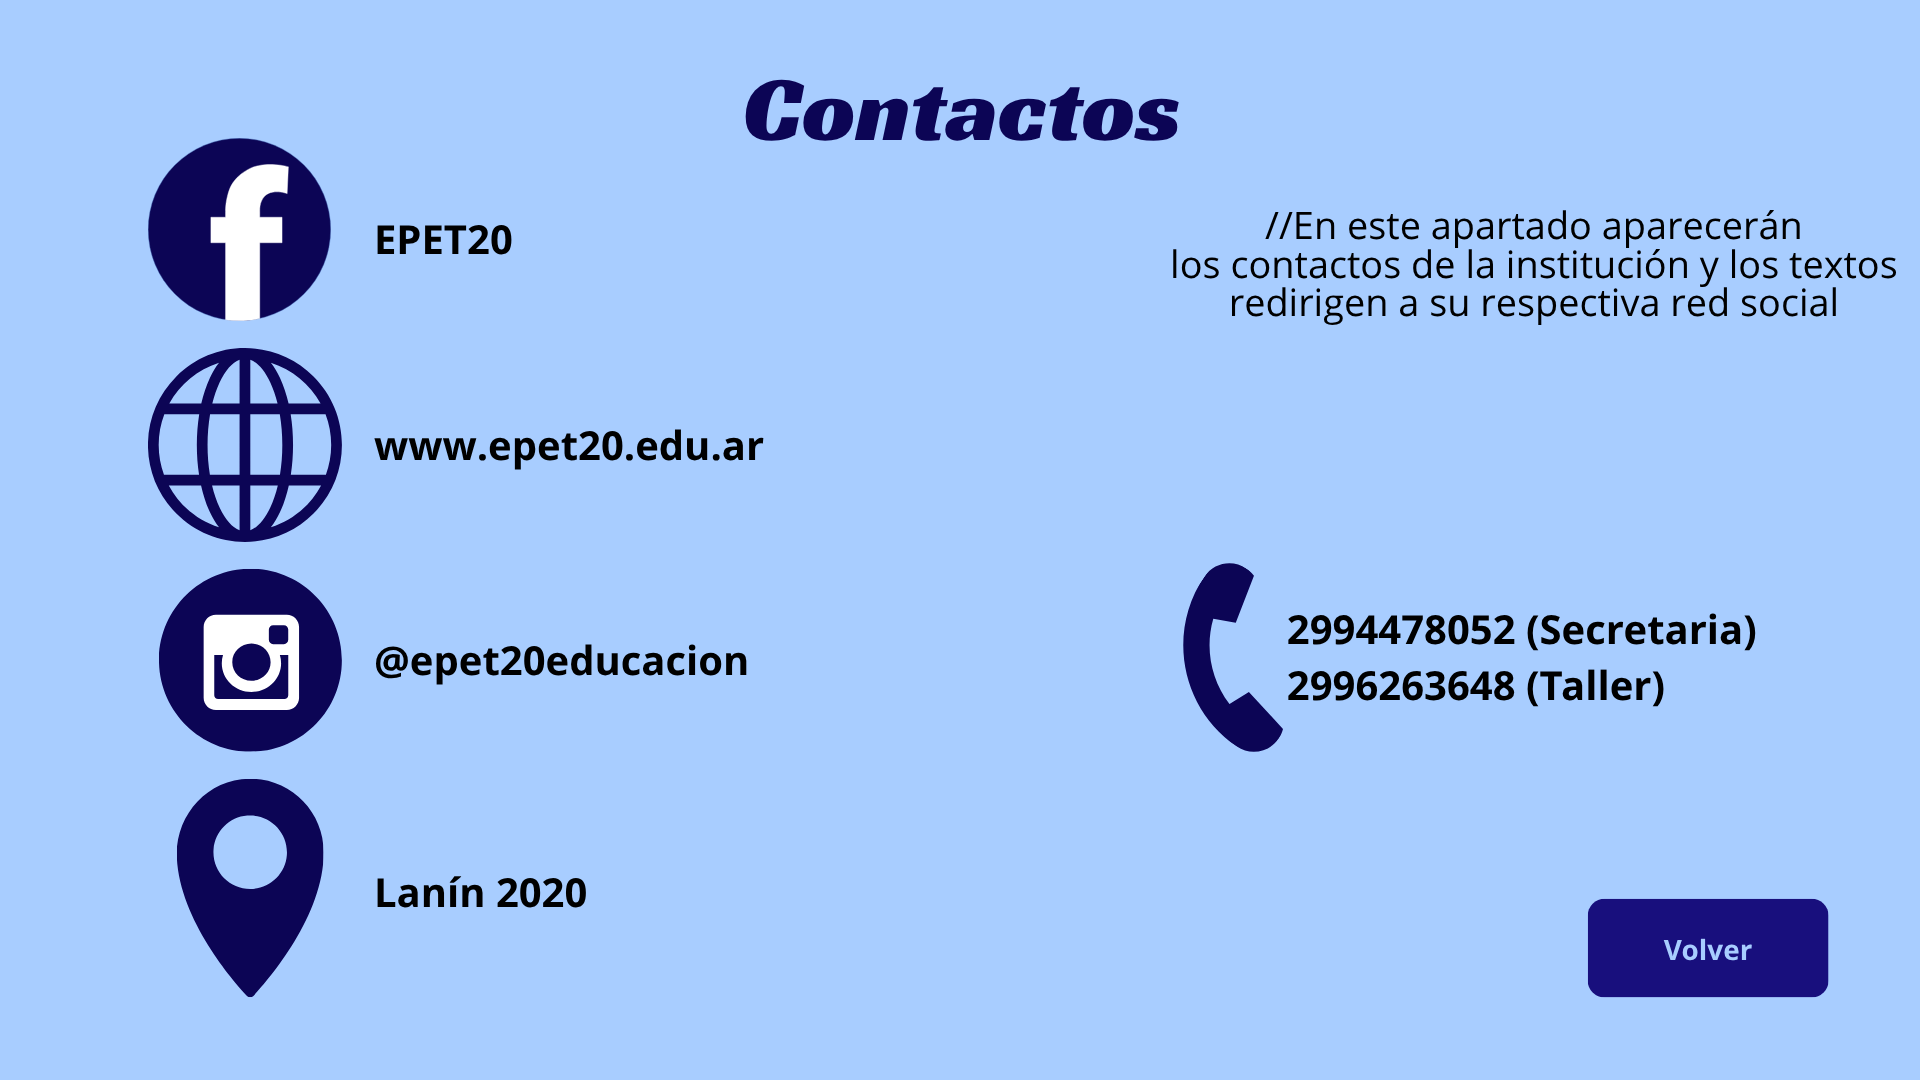 Contactos
EPET20
//En este apartado aparecerán
los contactos de la institución y los textos
redirigen a su respectiva red social
www.epet20.edu.ar
@epet20educacion
2994478052 (Secretaria)
2996263648 (Taller)
Lanín 2020
Volver